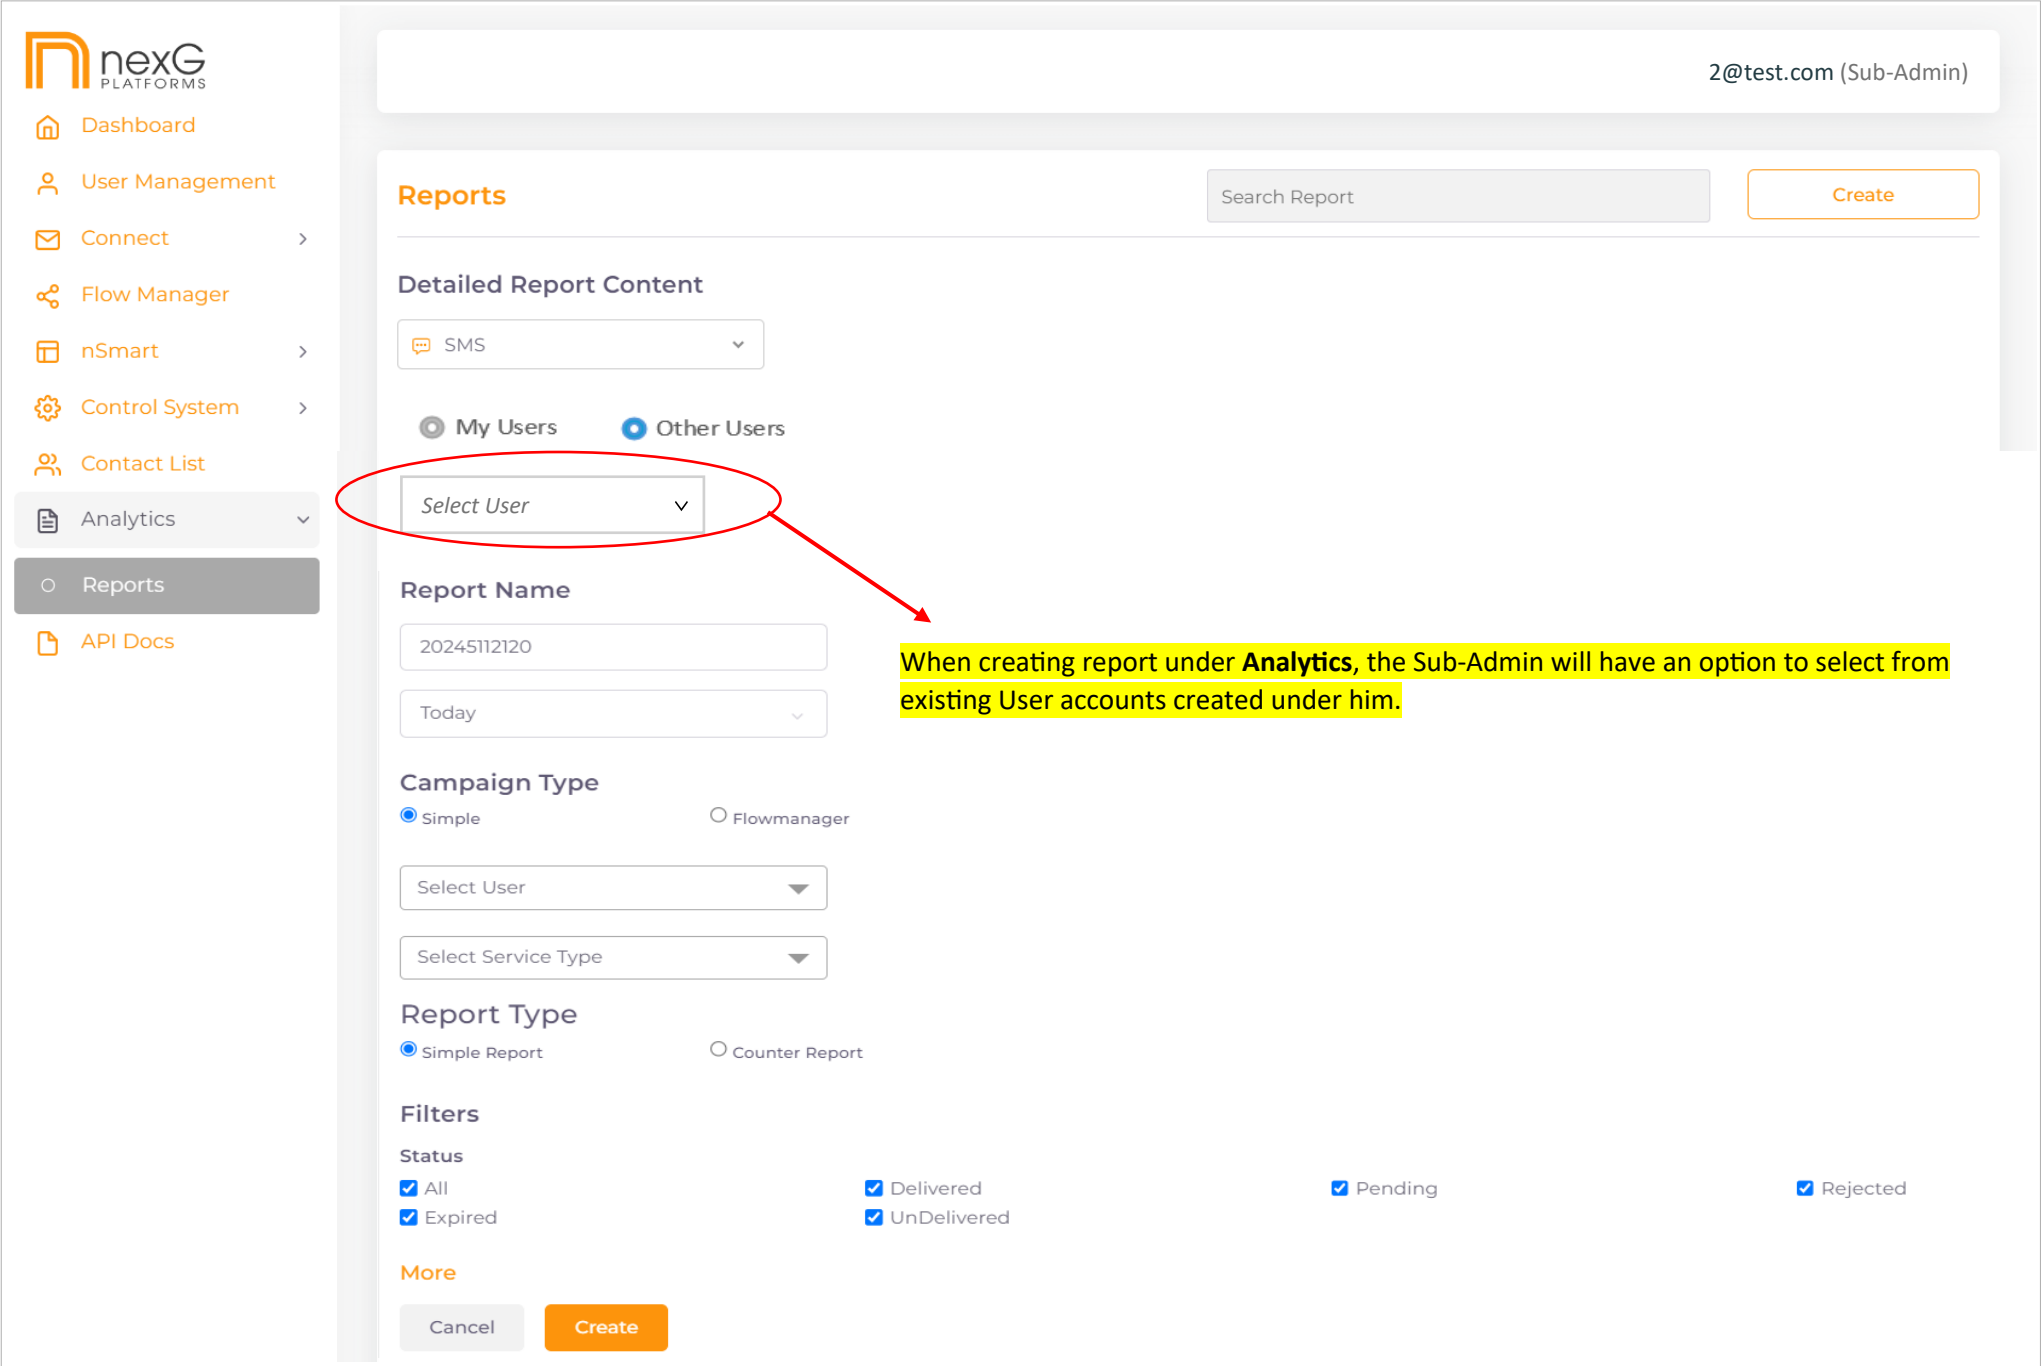 nexG
PLATFORMS
2@test.com (Sub-Admin)
Dashboard
User Management
Connect
Flow Manager
nSmart
Control System
Contact List
Analytics
Reports
API Docs
Reports
Search Report
Create
Detailed Report Content
SMS
My Users
Other Users
Select User
Report Name
20245112120
Today
When creating report under Analytics, the Sub-Admin will have an option to select from
existing User accounts created under him.
Campaign Type
Simple
Flowmanager
Select User
Select Service Type
Report Type
Simple Report
Counter Report
Filters
Status
All
Delivered
Pending
Rejected
Expired
UnDelivered
More
Cancel
Create